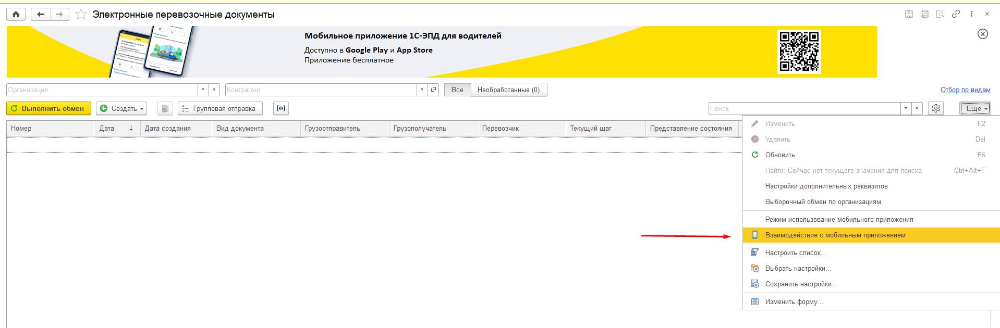 Электронные перевозочные документы
Мобильное приложение 1С-ЭПД для водителей
Доступно в Google Play и App Store
Приложение бесплатное
Организация
Контрагент
Все
Необработанные (0)
Отбор по видам
Выполнить обмен
Создать
Групповая отправка
Поиск
Еще
Номер
Дата
Дата создания
Вид документа
Грузоотправитель
Грузополучатель
Перевозчик
Текущий шаг
Представление состояния
Изменить F2
Удалить Del
Обновить F5
Найти: Сейчас нет текущего значения для поиска Ctrl+Alt+F
Настройки дополнительных реквизитов
Выборочный обмен по организациям
Режим использование мобильного приложения
Взаимодействие с мобильным приложением
Настроить список...
Выбрать настройки...
Сохранить настройки...
Изменить форму...